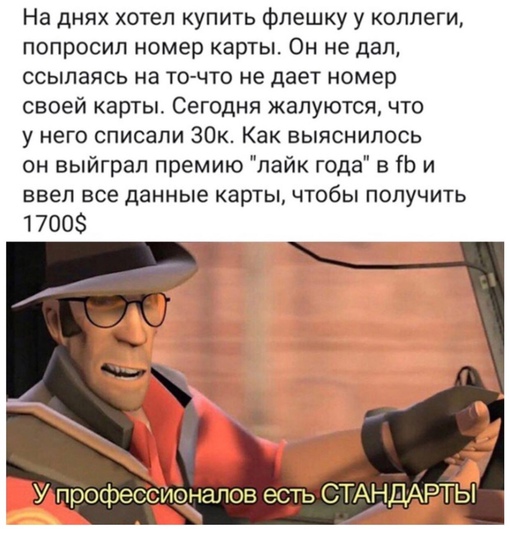 На днях хотел купить флешку у коллеги,
попросил номер карты. Он не дал,
ссылаясь на то-что не дает номер
своей карты. Сегодня жалуются, что
у него списали 30к. Как выяснилось
он выйграл премию "лайк года" в fb и
ввел все данные карты, чтобы получить
1700$
У профессионалов есть СТАНДАРТЫ